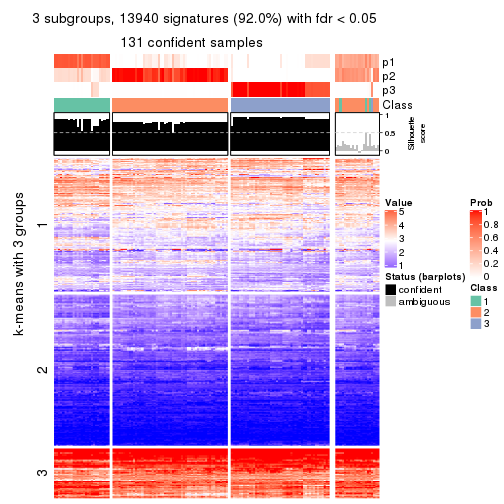 3 subgroups, 13940 signatures (92.0%) with fdr < 0.05
131 confident samples
p1
p2
p3
Class
1
0.5
0
Silhouette
score
k-means with 3 groups
1
2
3
Value
5
4
3
2
1
Status (barplots)
confident
ambiguous
Prob
1
0.8
0.6
0.4
0.2
0
Class
1
2
3